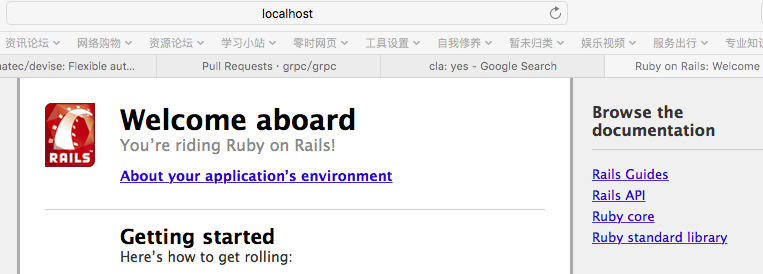 localhost
资讯论坛 网络购物 资源论坛 学习小站 零时网页 工具设置 自我修养 暂未归类 娱乐视频 服务出行 专业知
matec/devise: Flexible aut... Pull Requests · grpc/grpc cla: yes - Google Search Ruby on Rails: Welcome
RAILS
Welcome aboard
You’re riding Ruby on Rails!
About your application’s environment
Getting started
Here’s how to get rolling:
Browse the
documentation
Rails Guides
Rails API
Ruby core
Ruby standard library